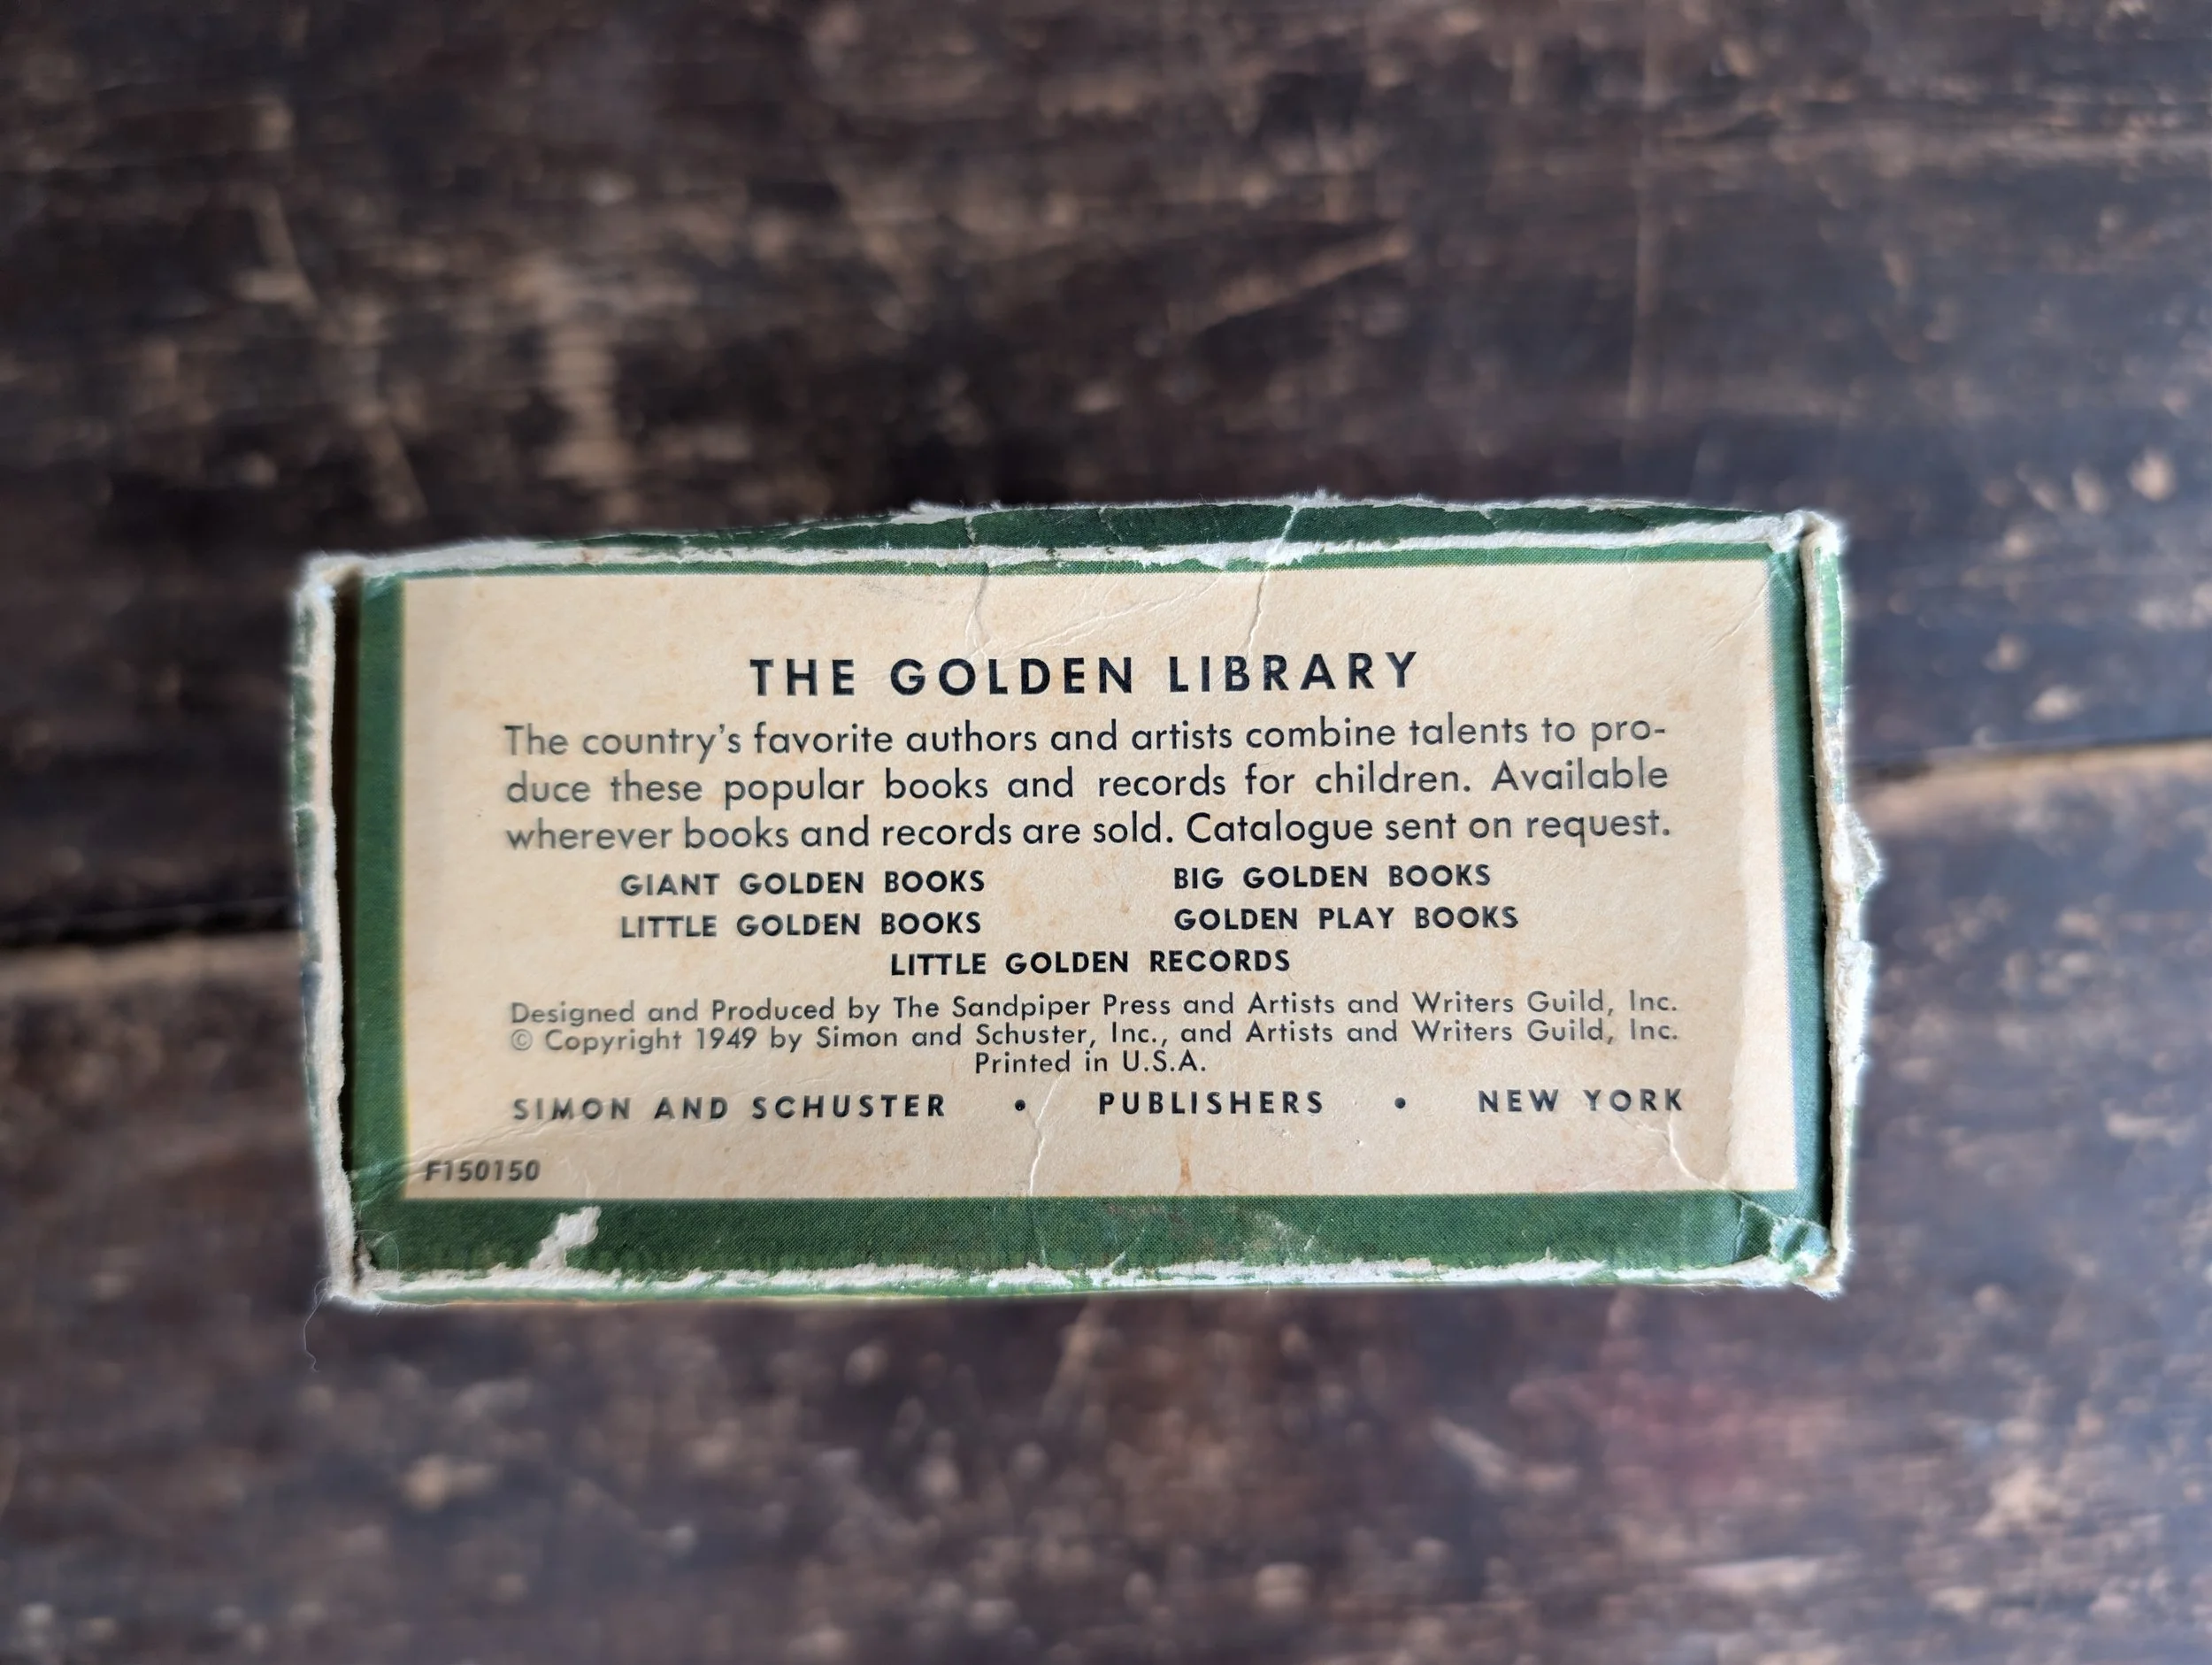 THE GOLDEN LIBRARY
The country's favorite authors and artists combine talents to pro-
duce these popular books and records for children. Available
wherever books and records are sold. Catalogue sent on request.
GIANT GOLDEN BOOKS BIG GOLDEN BOOKS
LITTLE GOLDEN BOOKS GOLDEN PLAY BOOKS
LITTLE GOLDEN RECORDS
Designed and Produced by The Sandpiper Press and Artists and Writers Guild, Inc.
© Copyright 1949 by Simon and Schuster, Inc., and Artists and Writers Guild, Inc.
Printed in U.S.A.
SIMON AND SCHUSTER • PUBLISHERS • NEW YORK
F150150